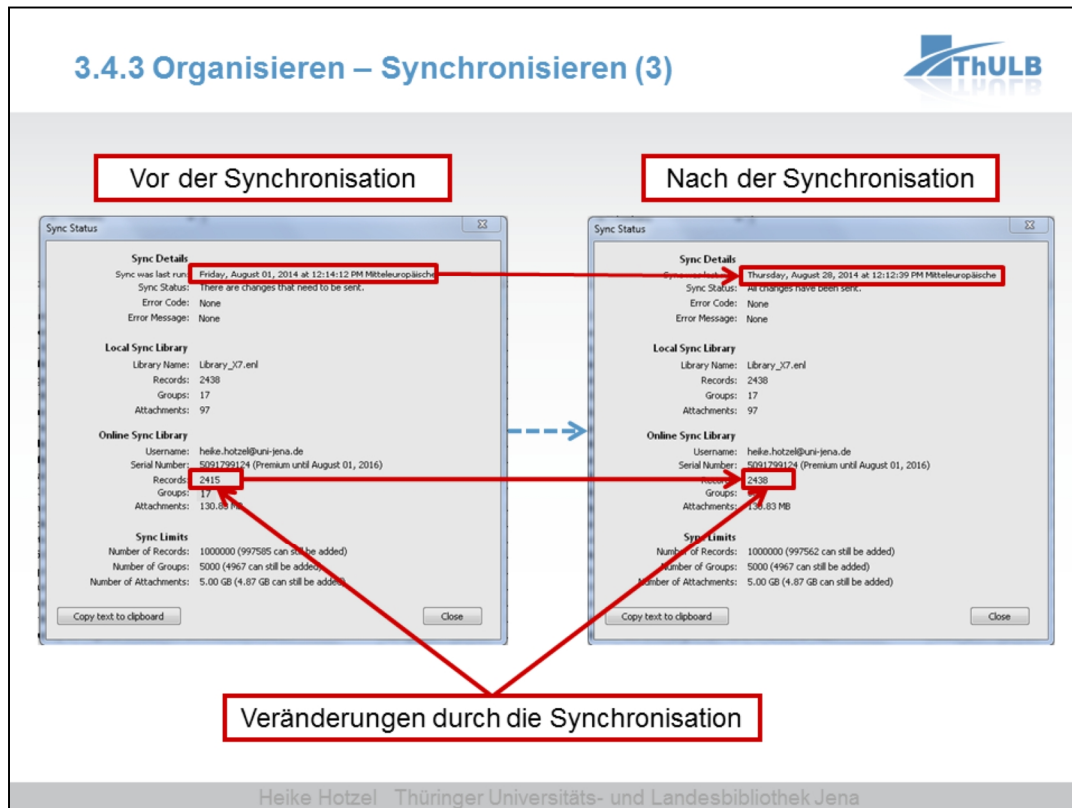 3.4.3 Organisieren – Synchronisieren (3)
ThULB
Vor der Synchronisation
Nach der Synchronisation
Sync Status
Sync Details
Sync was last run: Friday, August 01, 2014 at 12:14:12 PM Mitteleuropäische
Sync Status: There are changes that need to be sent.
Error Code: None
Error Message: None
Local Sync Library
Library Name: Library_X7.enl
Records: 2438
Groups: 17
Attachments: 97
Online Sync Library
Username: heike.hotzel@uni-jena.de
Serial Number: 5091799124 (Premium until August 01, 2016)
Records: 2415
Groups: 17
Attachments: 130.83 MB
Sync Limits
Number of Records: 1000000 (997585 can still be added)
Number of Groups: 5000 (4967 can still be added)
Number of Attachments: 5.00 GB (4.87 GB can still be added)
Copy text to clipboard
Close
Sync Status
Sync Details
Thursday, August 28, 2014 at 12:12:39 PM Mitteleuropäische
Sync Status: All changes have been sent.
Error Code: None
Error Message: None
Local Sync Library
Library Name: Library_X7.enl
Records: 2438
Groups: 17
Attachments: 97
Online Sync Library
Username: heike.hotzel@uni-jena.de
Serial Number: 5091799124 (Premium until August 01, 2016)
Records: 2438
Groups:
Attachments: 130.83 MB
Sync Limits
Number of Records: 1000000 (997562 can still be added)
Number of Groups: 5000 (4967 can still be added)
Number of Attachments: 5.00 GB (4.87 GB can still be added)
Copy text to clipboard
Close
Veränderungen durch die Synchronisation
Heike Hotzel Thüringer Universitäts- und Landesbibliothek Jena